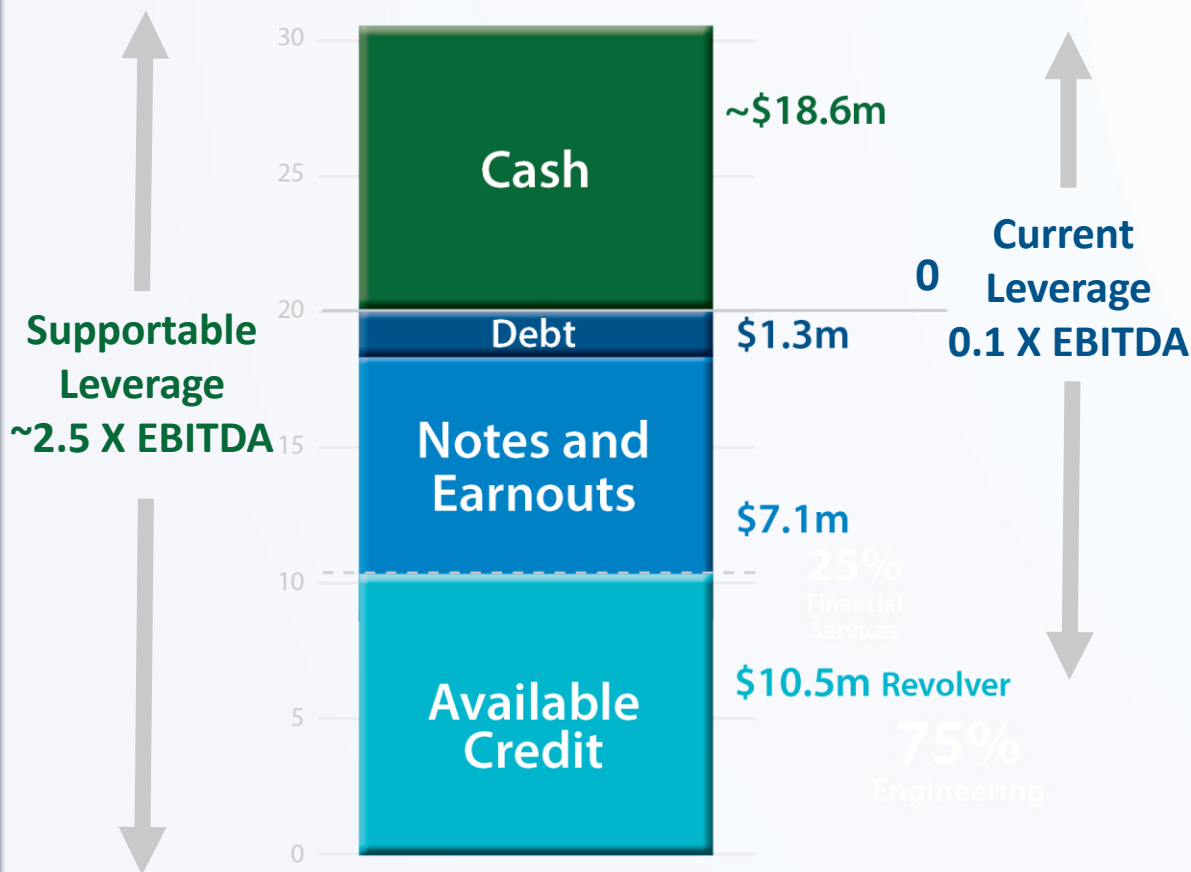 30
25
20
15
10
5
0
Supportable
Leverage
~2.5 X EBITDA
Cash
~$18.6m
Debt
$1.3m
Notes and
Earnouts
$7.1m
Available
Credit
$10.5m Revolver
0
Current
Leverage
0.1 X EBITDA
25%
Financial
Services
75%
Engineering